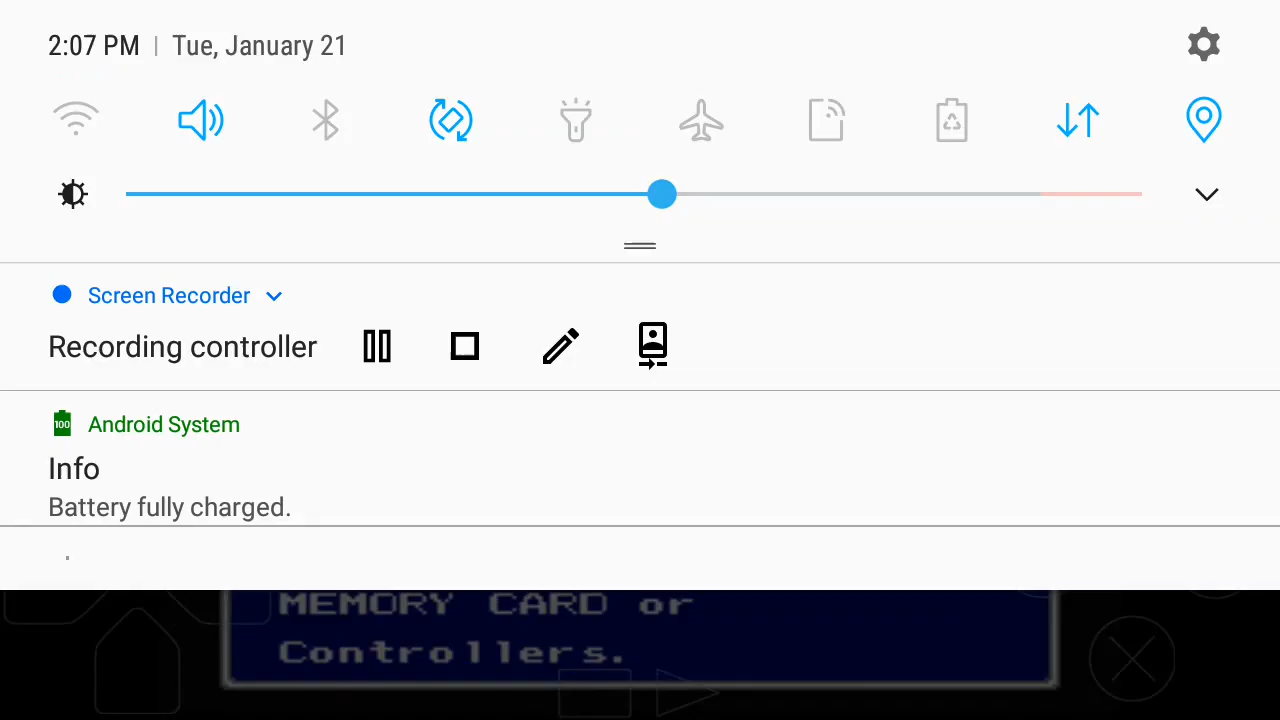 2:07 PM | Tue, January 21
Screen Recorder
Recording controller
100 Android System
Info
Battery fully charged.
MEMORY CARD or
Controllers.